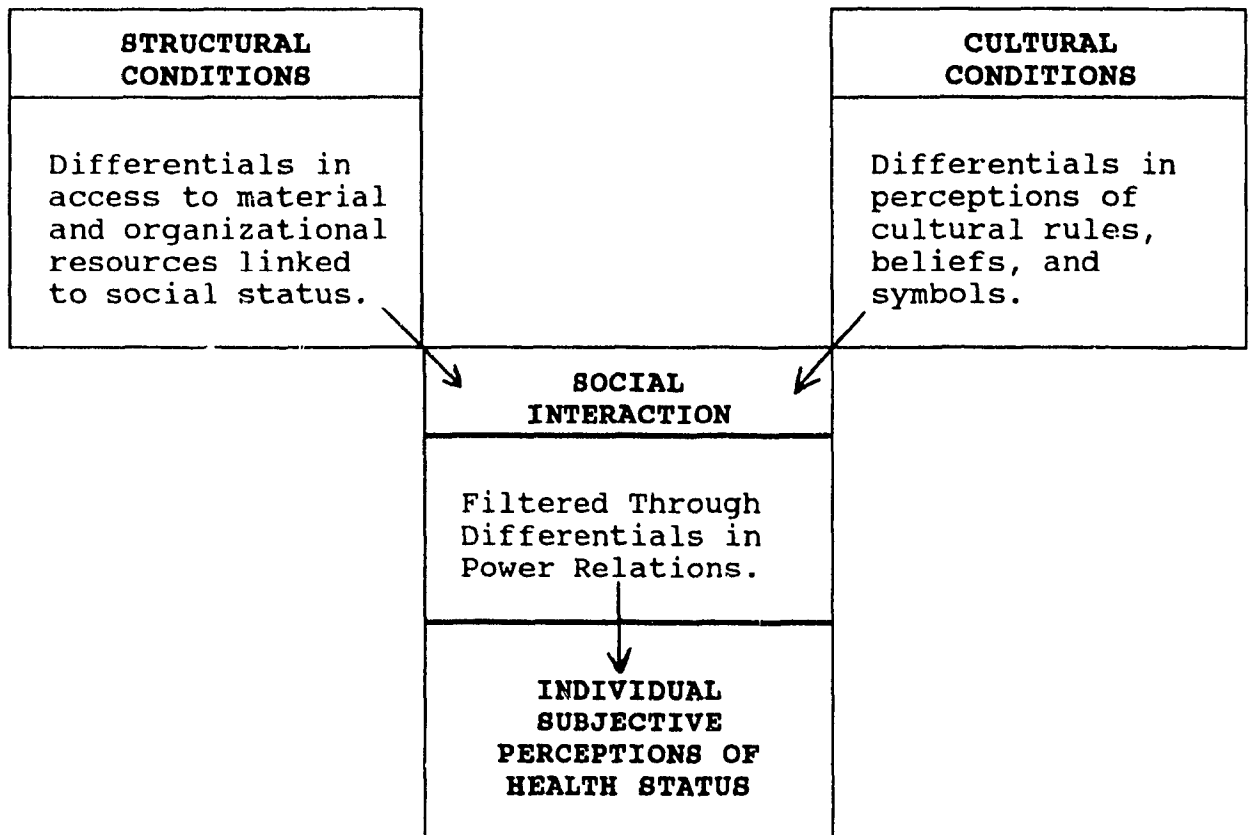 STRUCTURAL
CONDITIONS
Differentials in
access to material
and organizational
resources linked
to social status.
CULTURAL
CONDITIONS
Differentials in
perceptions of
cultural rules,
beliefs, and
symbols.
SOCIAL
INTERACTION
Filtered Through
Differentials in
Power Relations.
INDIVIDUAL
SUBJECTIVE
PERCEPTIONS OF
HEALTH STATUS